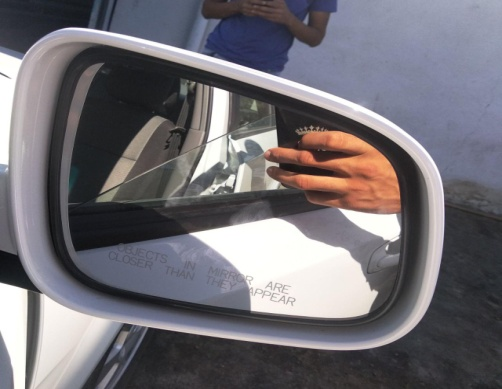 OBJECTS IN MIRROR ARE
CLOSER THAN THEY APPEAR